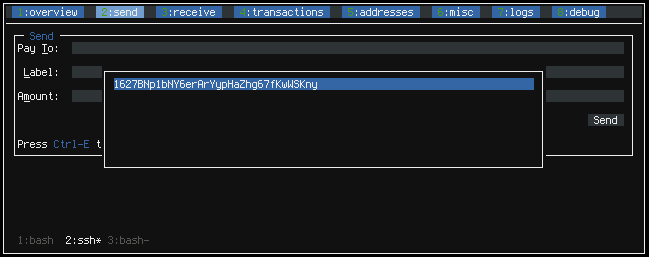 1:overview 2:send 3:receive 4:transactions 5:addresses 6:misc 7:logs 8:debug
Send
Pay To:
Label:
1627BNp1bNY6erArYypHaZhg67fKwWSKny
Amount:
Send
Press Ctrl-E t
1:bash 2:ssh* 3:bash-